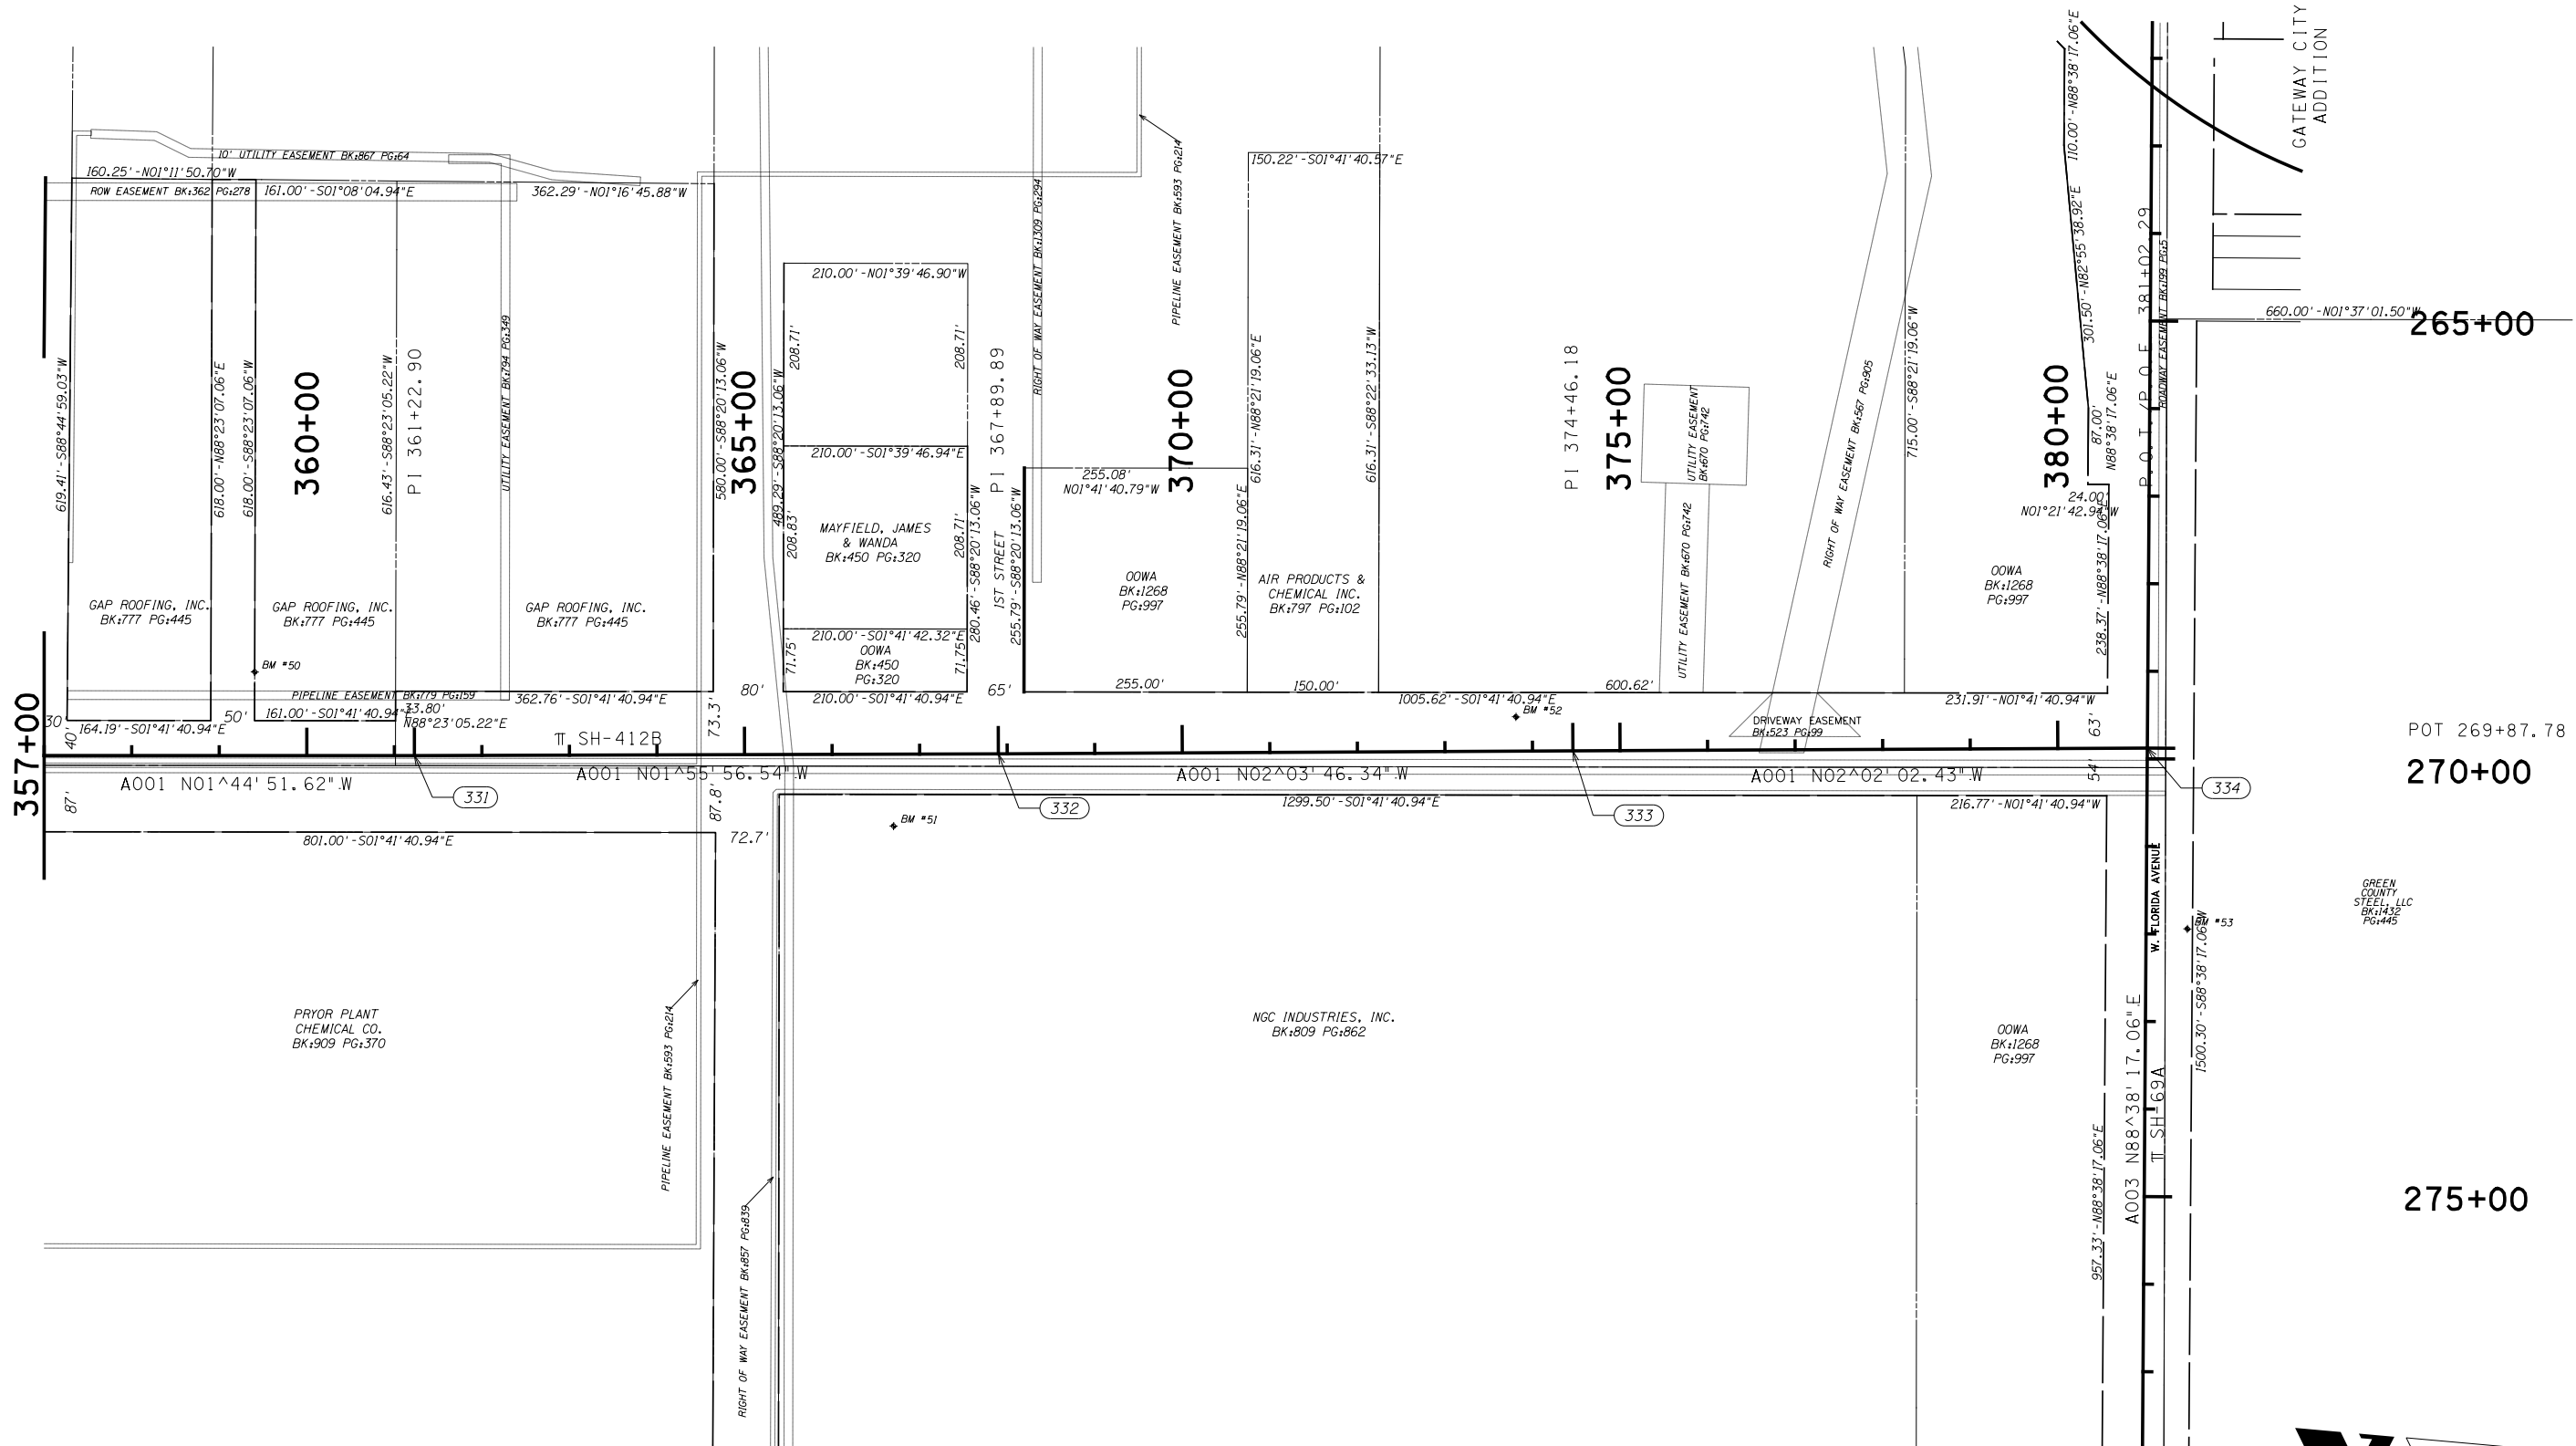 GATEWAY CITY
ADDITION
110.00'-N88°38'17.06"E
10' UTILITY EASEMENT BK:867 PG:64
160.25'-N01°11'50.70"W
ROW EASEMENT BK:362 PG:278
161.00'-S01°08'04.94"E
362.29'-N01°16'45.88"W
150.22'-S01°41'40.57"E
PIPELINE EASEMENT BK:593 PG:214
RIGHT OF WAY EASEMENT BK:1309 PG:294
301.50'-N82°55'38.92"E
P.O.T./P.O.E. 381+02.29
ROADWAY EASEMENT BK:199 PG:5
660.00'-N01°37'01.50"W
265+00
210.00'-N01°39'46.90"W
208.71'
208.71'
619.41'-S88°44'59.03"W
618.00'-N88°23'07.06"E
618.00'-S88°23'07.06"W
360+00
616.43'-S88°23'05.22"W
PI 361+22.90
UTILITY EASEMENT BK:794 PG:349
580.00'-S88°20'13.06"W
365+00
489.29'-S88°20'13.06"W
PI 367+89.89
370+00
616.31'-N88°21'19.06"E
616.31'-S88°22'33.13"W
PI 374+46.18
375+00
UTILITY EASEMENT
BK:670 PG:742
RIGHT OF WAY EASEMENT BK:567 PG:905
715.00'-S88°21'19.06"W
380+00
87.00'
N88°38'17.06"E
24.00'
N01°21'42.94"W
210.00'-S01°39'46.94"E
255.08'
N01°41'40.79"W
208.83'
MAYFIELD, JAMES
& WANDA
BK:450 PG:320
208.71'
280.46'-S88°20'13.06"W
1ST STREET
255.79'-S88°20'13.06"W
OOWA
BK:1268
PG:997
255.79'-N88°21'19.06"E
AIR PRODUCTS &
CHEMICAL INC.
BK:797 PG:102
UTILITY EASEMENT BK:670 PG:742
OOWA
BK:1268
PG:997
238.37'-N88°38'17.06"E
GAP ROOFING, INC.
BK:777 PG:445
GAP ROOFING, INC.
BK:777 PG:445
GAP ROOFING, INC.
BK:777 PG:445
BM #50
210.00'-S01°41'42.32"E
71.75'
OOWA
BK:450
PG:320
71.75'
PIPELINE EASEMENT BK:779 PG:159
362.76'-S01°41'40.94"E
80'
210.00'-S01°41'40.94"E
65'
255.00'
150.00'
1005.62'-S01°41'40.94"E
600.62'
231.91'-N01°41'40.94"W
357+00
30'
164.19'-S01°41'40.94"E
50'
161.00'-S01°41'40.94"E
33.80'
N88°23'05.22"E
40'
73.3'
BM #52
DRIVEWAY EASEMENT
BK:523 PG:99
63'
POT 269+87.78
SH-412B
A001 N01^44'51.62" W
A001 N01^55'56.54" W
A001 N02^03'46.34" W
A001 N02^02'02.43" W
54'
270+00
87'
331
87.8'
332
333
334
1299.50'-S01°41'40.94"E
216.77'-N01°41'40.94"W
BM #51
801.00'-S01°41'40.94"E
72.7'
W. FLORIDA AVENUE
GREEN
COUNTY
STEEL, LLC
BK:1432
PG:445
BM #53
1500.30'-S88°38'17.06"W
PRYOR PLANT
CHEMICAL CO.
BK:909 PG:370
PIPELINE EASEMENT BK:593 PG:214
NGC INDUSTRIES, INC.
BK:809 PG:862
OOWA
BK:1268
PG:997
A003 N88^38'17.06" E
SH-69A
957.33'-N88°38'17.06"E
275+00
RIGHT OF WAY EASEMENT BK:857 PG:839